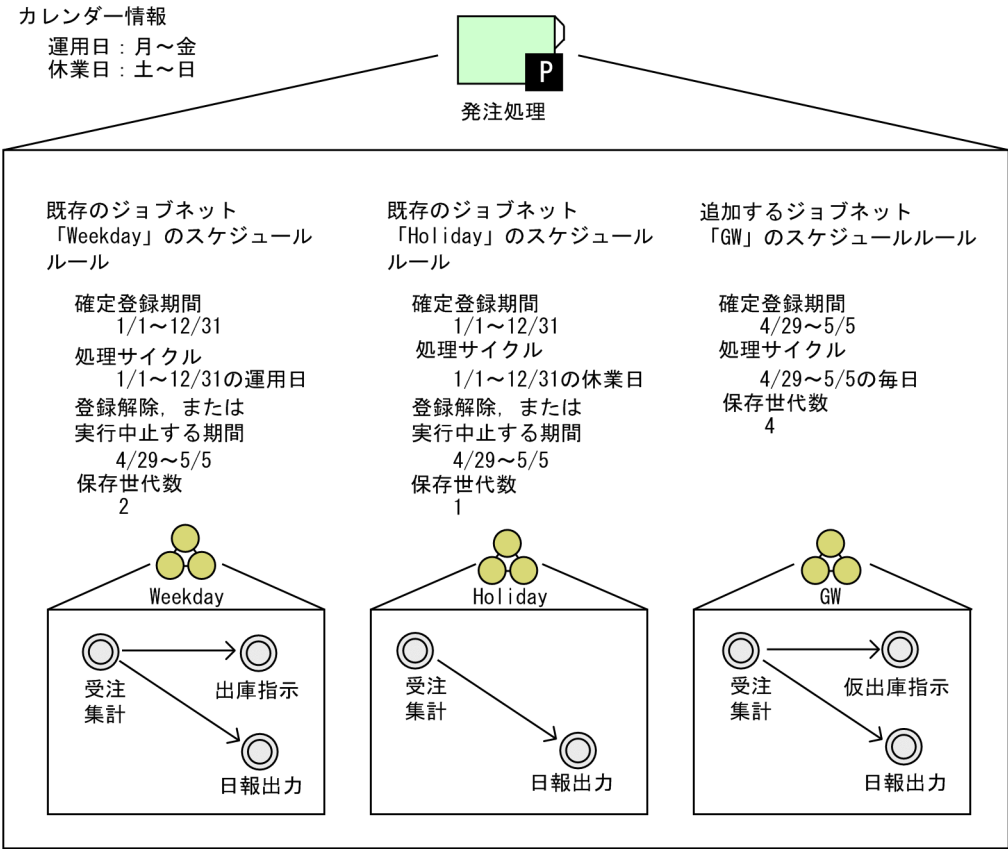 カレンダー情報
運用日：月～金
休業日：土～日
P
発注処理
既存のジョブネット
「Weekday」のスケジュール
ルール
確定登録期間
1/1～12/31
処理サイクル
1/1～12/31の運用日
登録解除，または
実行中止する期間
4/29～5/5
保存世代数
2
Weekday
受注
集計
出庫指示
日報出力
既存のジョブネット
「Holiday」のスケジュール
ルール
確定登録期間
1/1～12/31
処理サイクル
1/1～12/31の休業日
登録解除，または
実行中止する期間
4/29～5/5
保存世代数
1
Holiday
受注
集計
日報出力
追加するジョブネット
「GW」のスケジュールルール
確定登録期間
4/29～5/5
処理サイクル
4/29～5/5の毎日
保存世代数
4
GW
受注
集計
仮出庫指示
日報出力